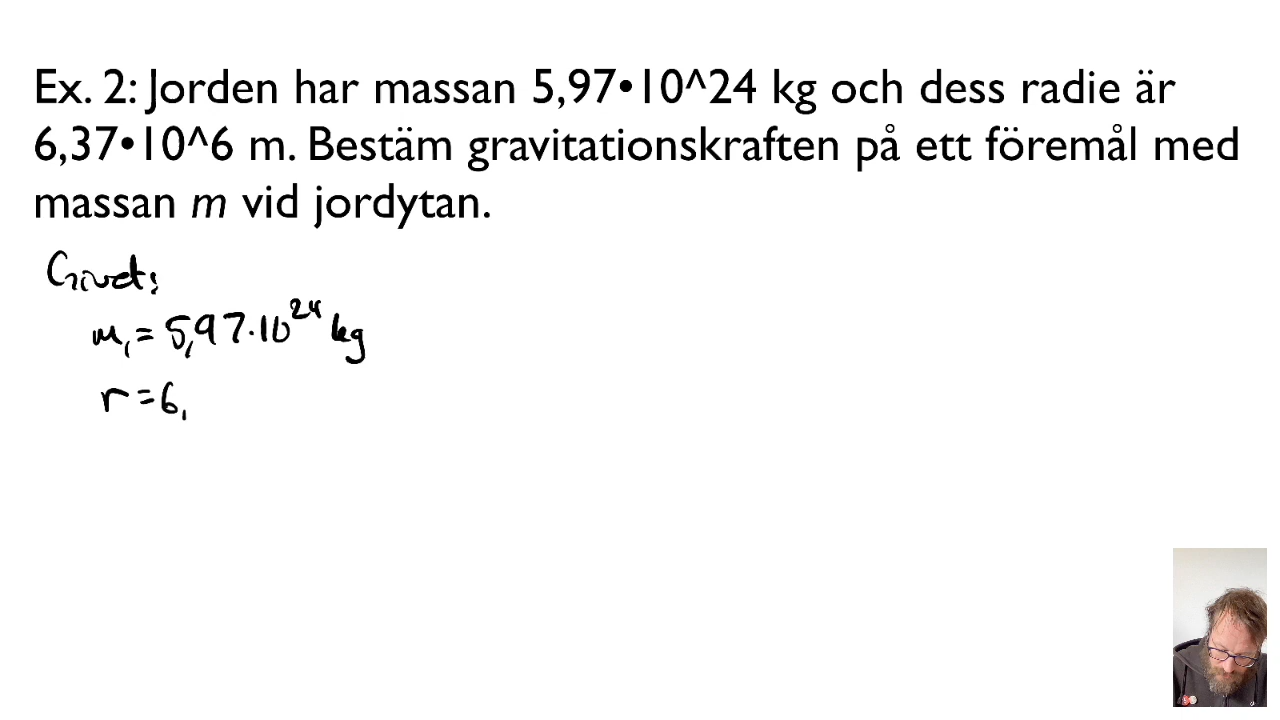 Ex. 2: Jorden har massan 5,97•10^24 kg och dess radie är
6,37•10^6 m. Bestäm gravitationskraften på ett föremål med
massan m vid jordytan.
Givet:
m₁ = 5,97·10²⁴ kg
r = 6,